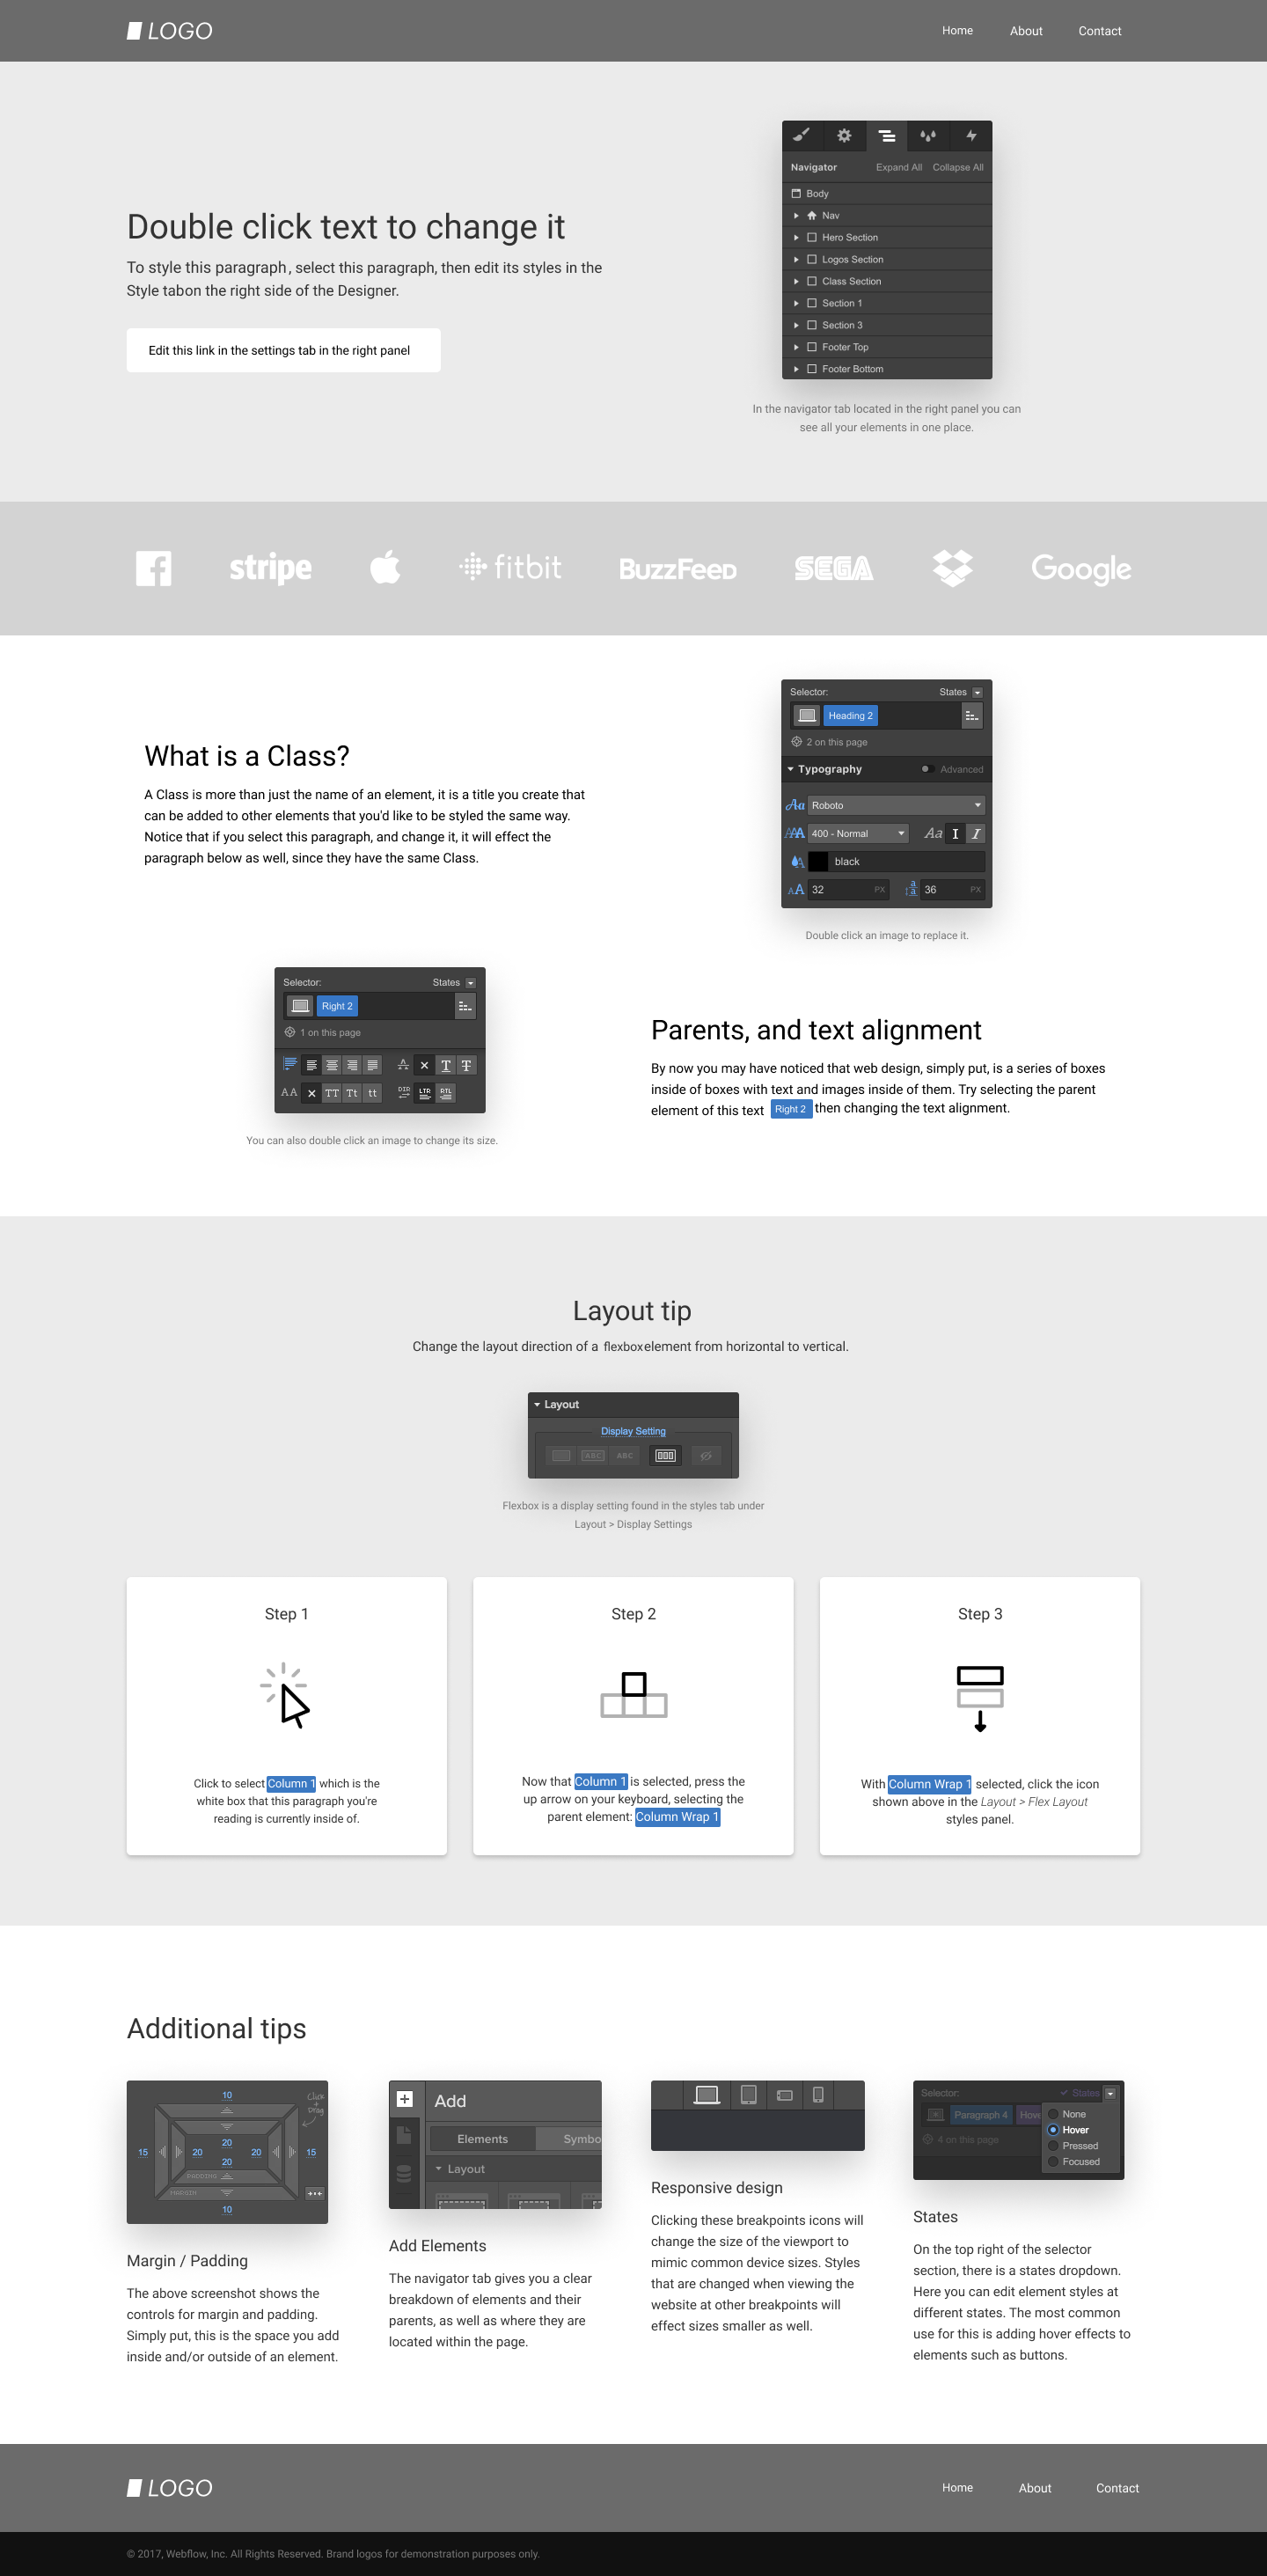 LOGO
Home About Contact
Double click text to change it
To style this paragraph, select this paragraph, then edit its styles in the
Style tabon the right side of the Designer.
Edit this link in the settings tab in the right panel
Navigator Expand All Collapse All
Body
Nav
Hero Section
Logos Section
Class Section
Section 1
Section 3
Footer Top
Footer Bottom
In the navigator tab located in the right panel you can
see all your elements in one place.
stripe fitbit BuzzFeed SEGA Google
What is a Class?
A Class is more than just the name of an element, it is a title you create that
can be added to other elements that you'd like to be styled the same way.
Notice that if you select this paragraph, and change it, it will effect the
paragraph below as well, since they have the same Class.
Selector: States
Heading 2
2 on this page
Typography Advanced
Aa Roboto
AAA 400 - Normal Aa I I
A black
AA 32 PX a a 36 PX
Double click an image to replace it.
Selector: States
Right 2
1 on this page
A × T T
AA × TT Tt tt DIR LTR RTL
You can also double click an image to change its size.
Parents, and text alignment
By now you may have noticed that web design, simply put, is a series of boxes
inside of boxes with text and images inside of them. Try selecting the parent
element of this text Right 2 then changing the text alignment.
Layout tip
Change the layout direction of a flexboxelement from horizontal to vertical.
Layout
Display Setting
ABC ABC
Flexbox is a display setting found in the styles tab under
Layout > Display Settings
Step 1
Click to select Column 1 which is the
white box that this paragraph you're
reading is currently inside of.
Step 2
Now that Column 1 is selected, press the
up arrow on your keyboard, selecting the
parent element: Column Wrap 1
Step 3
With Column Wrap 1 selected, click the icon
shown above in the Layout > Flex Layout
styles panel.
Additional tips
10
Click
+
Drag
20
15 20 20 15
20
PADDING
MARGIN
10
Margin / Padding
The above screenshot shows the
controls for margin and padding.
Simply put, this is the space you add
inside and/or outside of an element.
Add
Elements Symbo
Layout
Add Elements
The navigator tab gives you a clear
breakdown of elements and their
parents, as well as where they are
located within the page.
Responsive design
Clicking these breakpoints icons will
change the size of the viewport to
mimic common device sizes. Styles
that are changed when viewing the
website at other breakpoints will
effect sizes smaller as well.
Selector: States
Paragraph 4 Hove
4 on this page
None
Hover
Pressed
Focused
States
On the top right of the selector
section, there is a states dropdown.
Here you can edit element styles at
different states. The most common
use for this is adding hover effects to
elements such as buttons.
LOGO
Home About Contact
© 2017, Webflow, Inc. All Rights Reserved. Brand logos for demonstration purposes only.